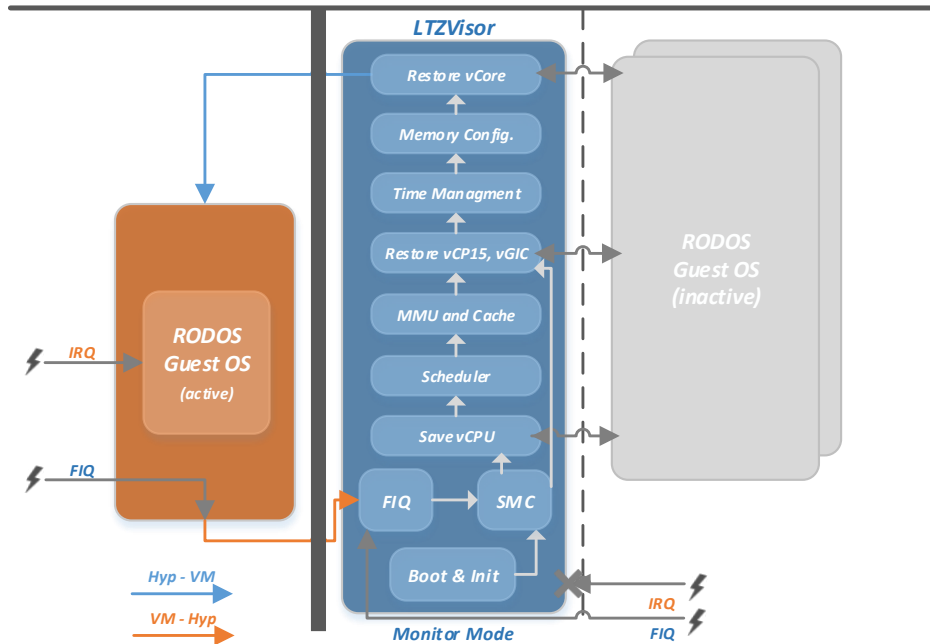 LTZVisor
Restore vCore
Memory Config.
Time Managment
Restore vCP15, vGIC
MMU and Cache
Scheduler
Save vCPU
FIQ
SMC
Boot & Init
Monitor Mode
RODOS
Guest OS
(active)
IRQ
FIQ
Hyp - VM
VM - Hyp
RODOS
Guest OS
(inactive)
IRQ
FIQ